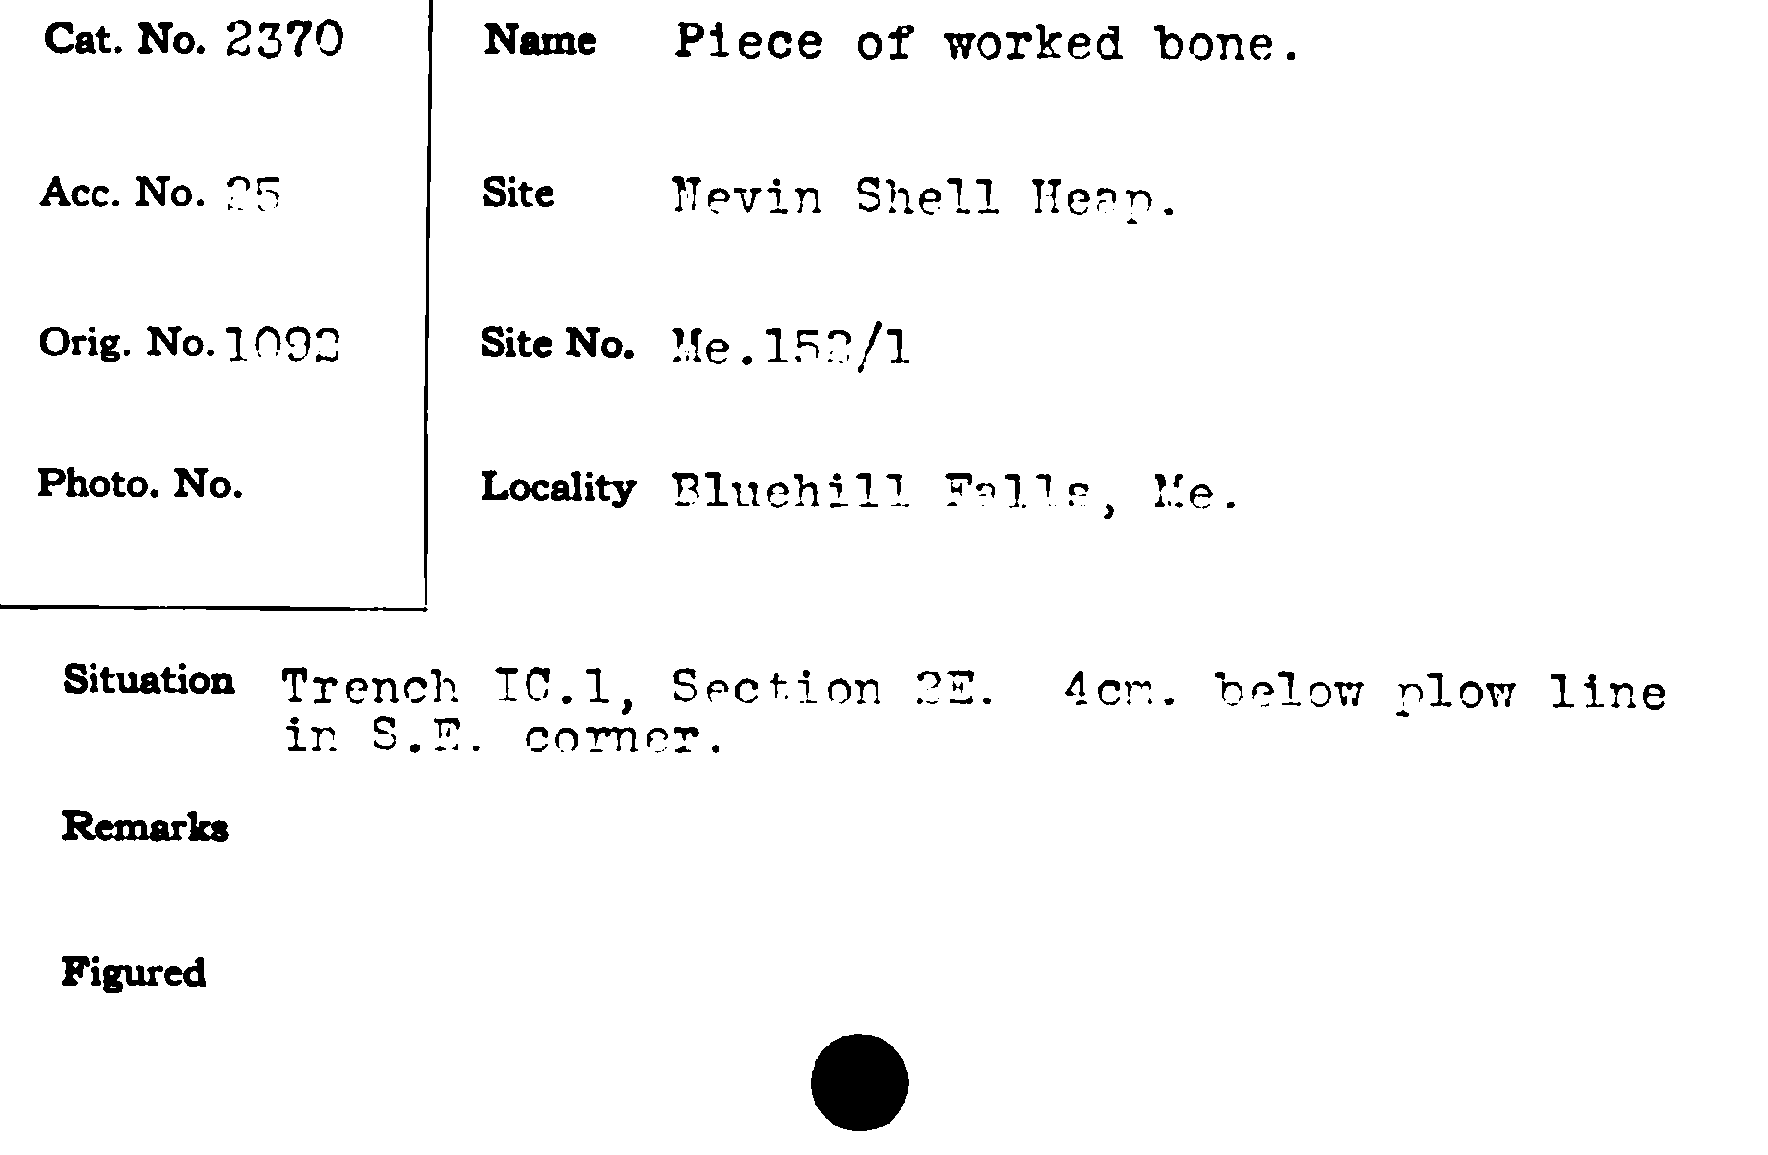 Cat. No. 2370
Name Piece of worked bone.
Acc. No. 25
Site Nevin Shell Heap.
Orig. No. 1092
Site No. Me.152/1
Photo. No.
Locality Bluehill Falls, Me.
Situation Trench IC.1, Section 2E. 4cm. below plow line
in S.E. corner.
Remarks
Figured